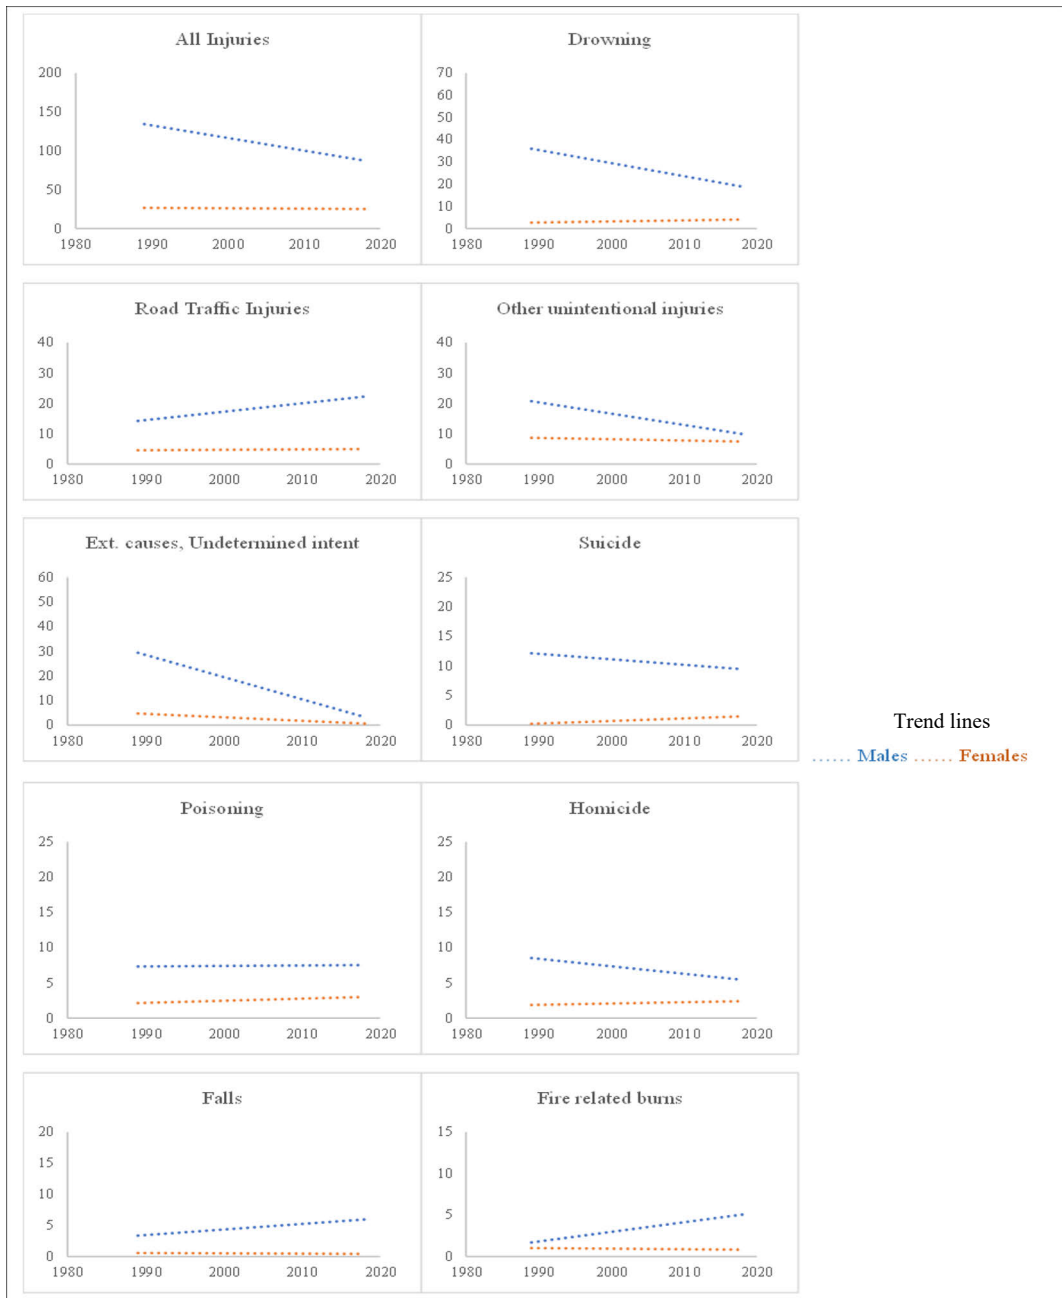 All Injuries
200
150
100
50
0
1980 1990 2000 2010 2020
Drowning
70
60
50
40
30
20
10
0
1980 1990 2000 2010 2020
Road Traffic Injuries
40
30
20
10
0
1980 1990 2000 2010 2020
Other unintentional injuries
40
30
20
10
0
1980 1990 2000 2010 2020
Ext. causes, Undetermined intent
60
50
40
30
20
10
0
1980 1990 2000 2010 2020
Suicide
25
20
15
10
5
0
1980 1990 2000 2010 2020
Trend lines
...... Males ...... Females
Poisoning
25
20
15
10
5
0
1980 1990 2000 2010 2020
Homicide
25
20
15
10
5
0
1980 1990 2000 2010 2020
Falls
20
15
10
5
0
1980 1990 2000 2010 2020
Fire related burns
15
10
5
0
1980 1990 2000 2010 2020